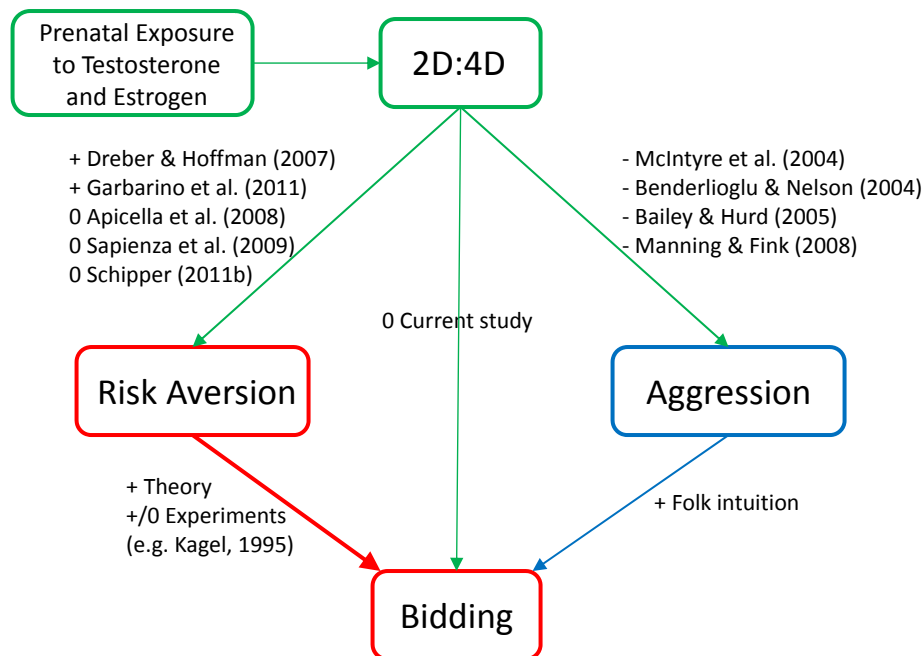 Prenatal Exposure
to Testosterone
and Estrogen
2D:4D
+ Dreber & Hoffman (2007)
+ Garbarino et al. (2011)
0 Apicella et al. (2008)
0 Sapienza et al. (2009)
0 Schipper (2011b)
- McIntyre et al. (2004)
- Benderlioglu & Nelson (2004)
- Bailey & Hurd (2005)
- Manning & Fink (2008)
0 Current study
Risk Aversion
Aggression
+ Theory
+/0 Experiments
(e.g. Kagel, 1995)
+ Folk intuition
Bidding